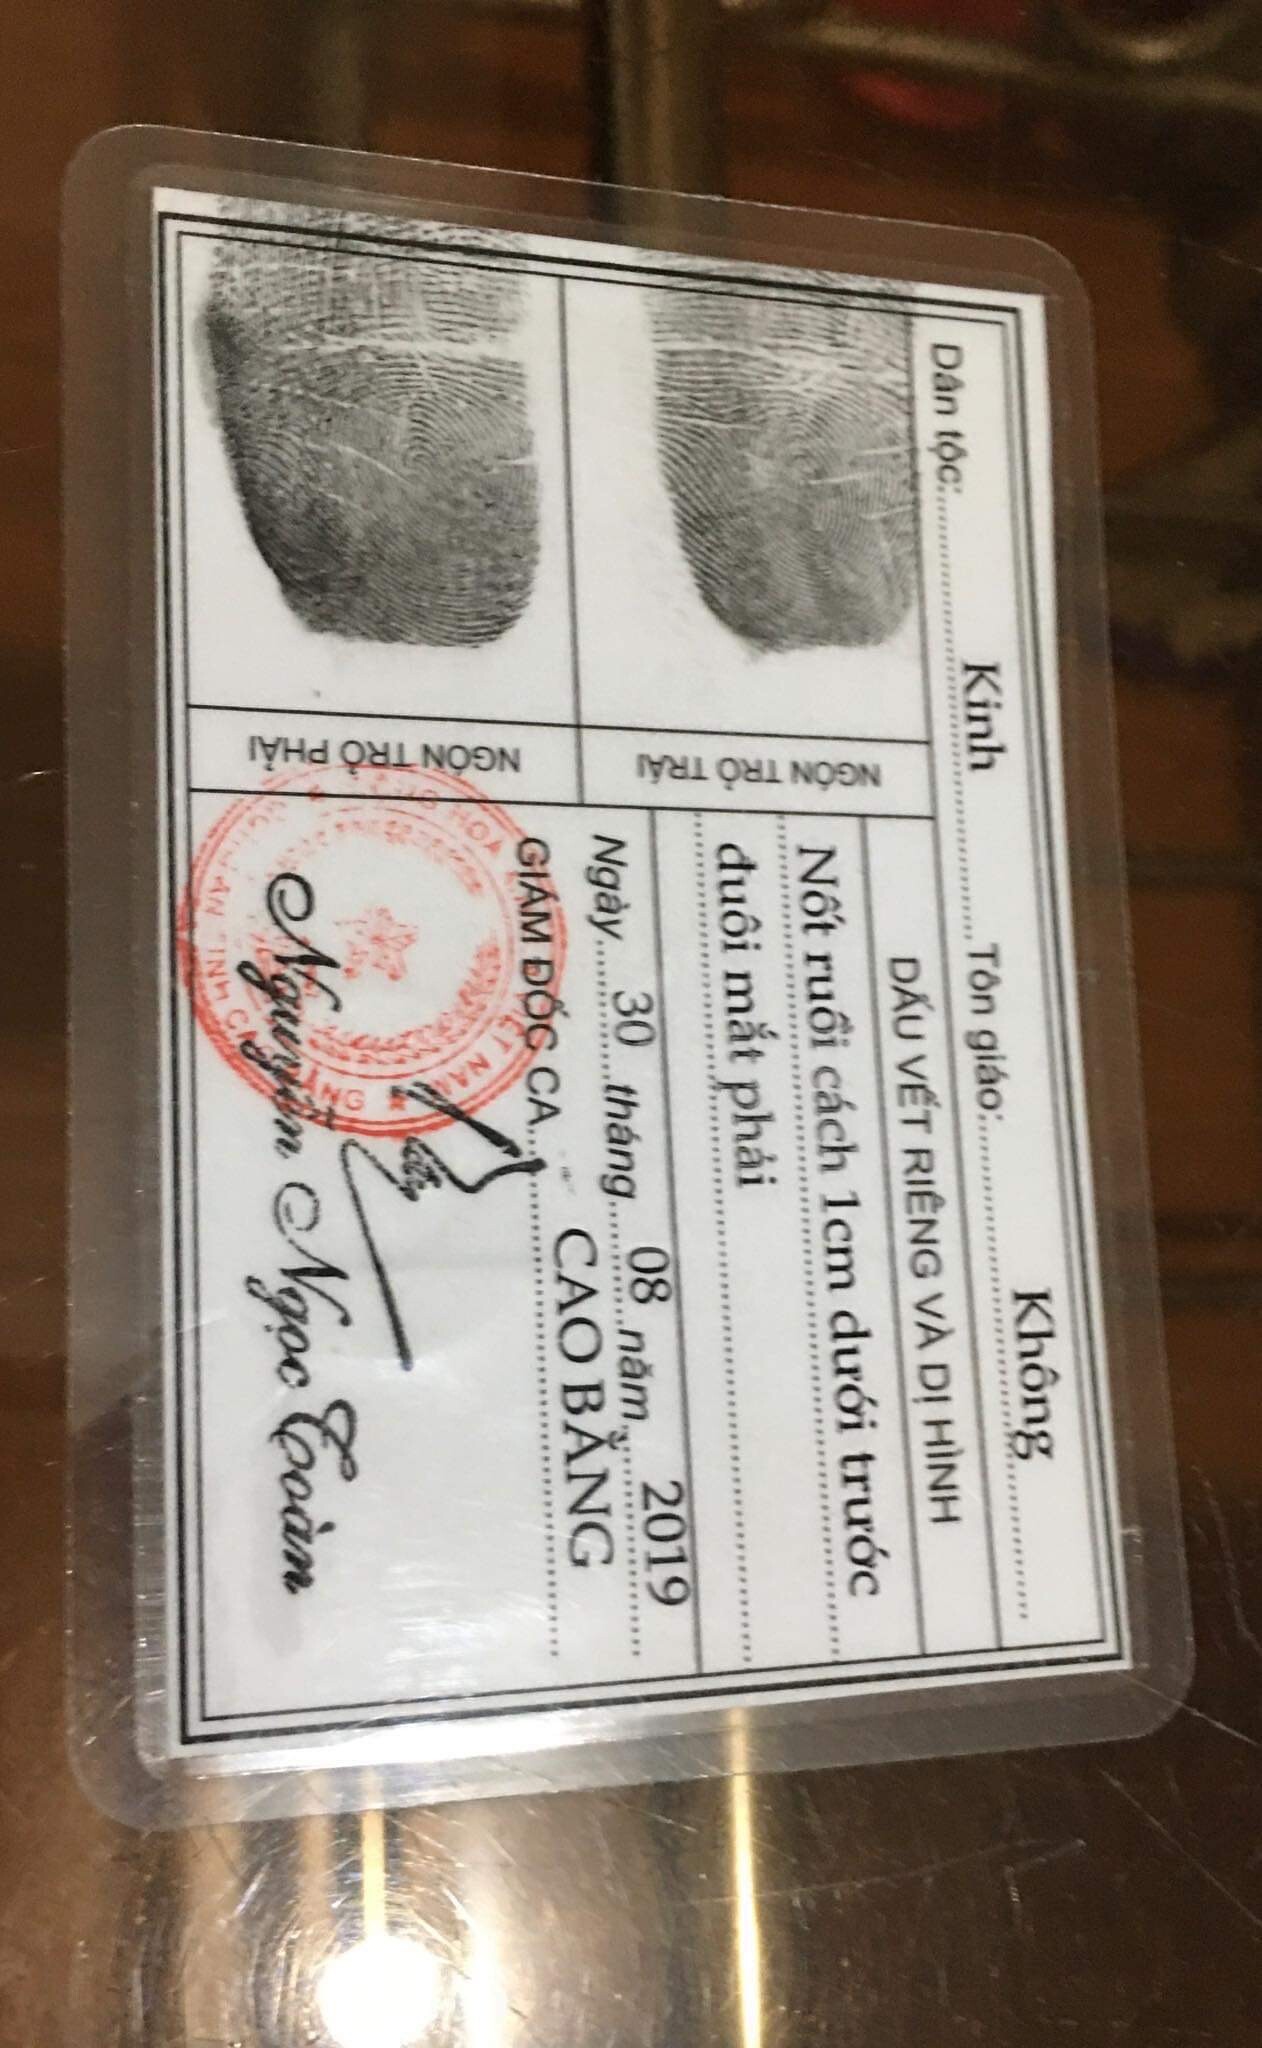 Dân tộc: Kinh Tôn giáo: Không
NGÓN TRỎ TRÁI
NGÓN TRỎ PHẢI
DẤU VẾT RIÊNG VÀ DỊ HÌNH
Nốt ruồi cách 1cm dưới trước
đuôi mắt phải
Ngày 30 tháng 08 năm 2019
GIÁM ĐỐC CA CAO BẰNG
Nguyễn Ngọc Toàn